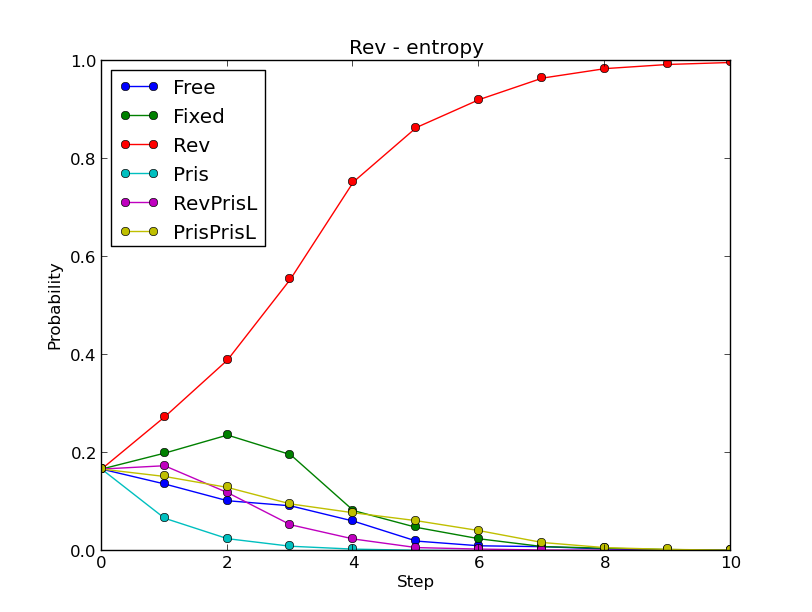 Rev - entropy
1.0
0.8
0.6
0.4
0.2
0.0
Probability
Free
Fixed
Rev
Pris
RevPrisL
PrisPrisL
0 2 4 6 8 10
Step